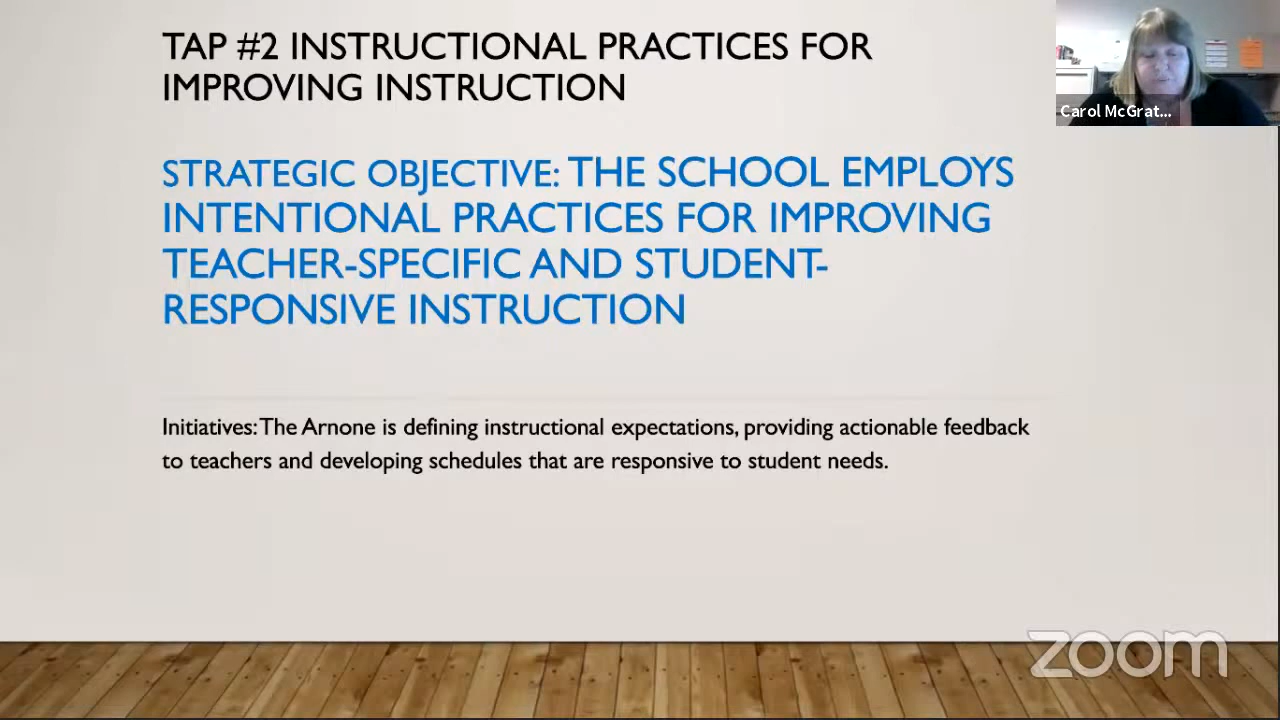 TAP #2 INSTRUCTIONAL PRACTICES FOR
IMPROVING INSTRUCTION
Carol McGrat...
STRATEGIC OBJECTIVE: THE SCHOOL EMPLOYS
INTENTIONAL PRACTICES FOR IMPROVING
TEACHER-SPECIFIC AND STUDENT-
RESPONSIVE INSTRUCTION
Initiatives: The Arnone is defining instructional expectations, providing actionable feedback
to teachers and developing schedules that are responsive to student needs.
zoom